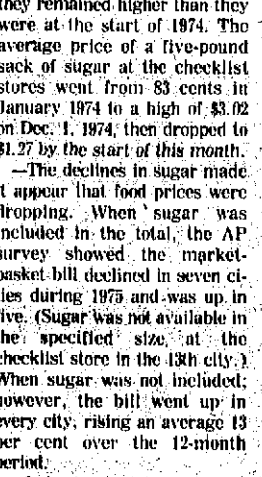 they remained higher than they
were at the start of 1974. The
average price of a five-pound
sack of sugar at the checklist
stores went from 83 cents in
January 1974 to a high of $3.02
on Dec. 1, 1974, then dropped to
$1.27 by the start of this month.
—The declines in sugar made
t appear that food prices were
dropping. When sugar was
included in the total, the AP
survey showed the market-
basket bill declined in seven ci-
ties during 1975 and was up in
five. (Sugar was not available in
the specified size, at the
checklist store in the 13th city.)
When sugar was not included;
however, the bill went up in
every city, rising an average 13
per cent over the 12-month
period.